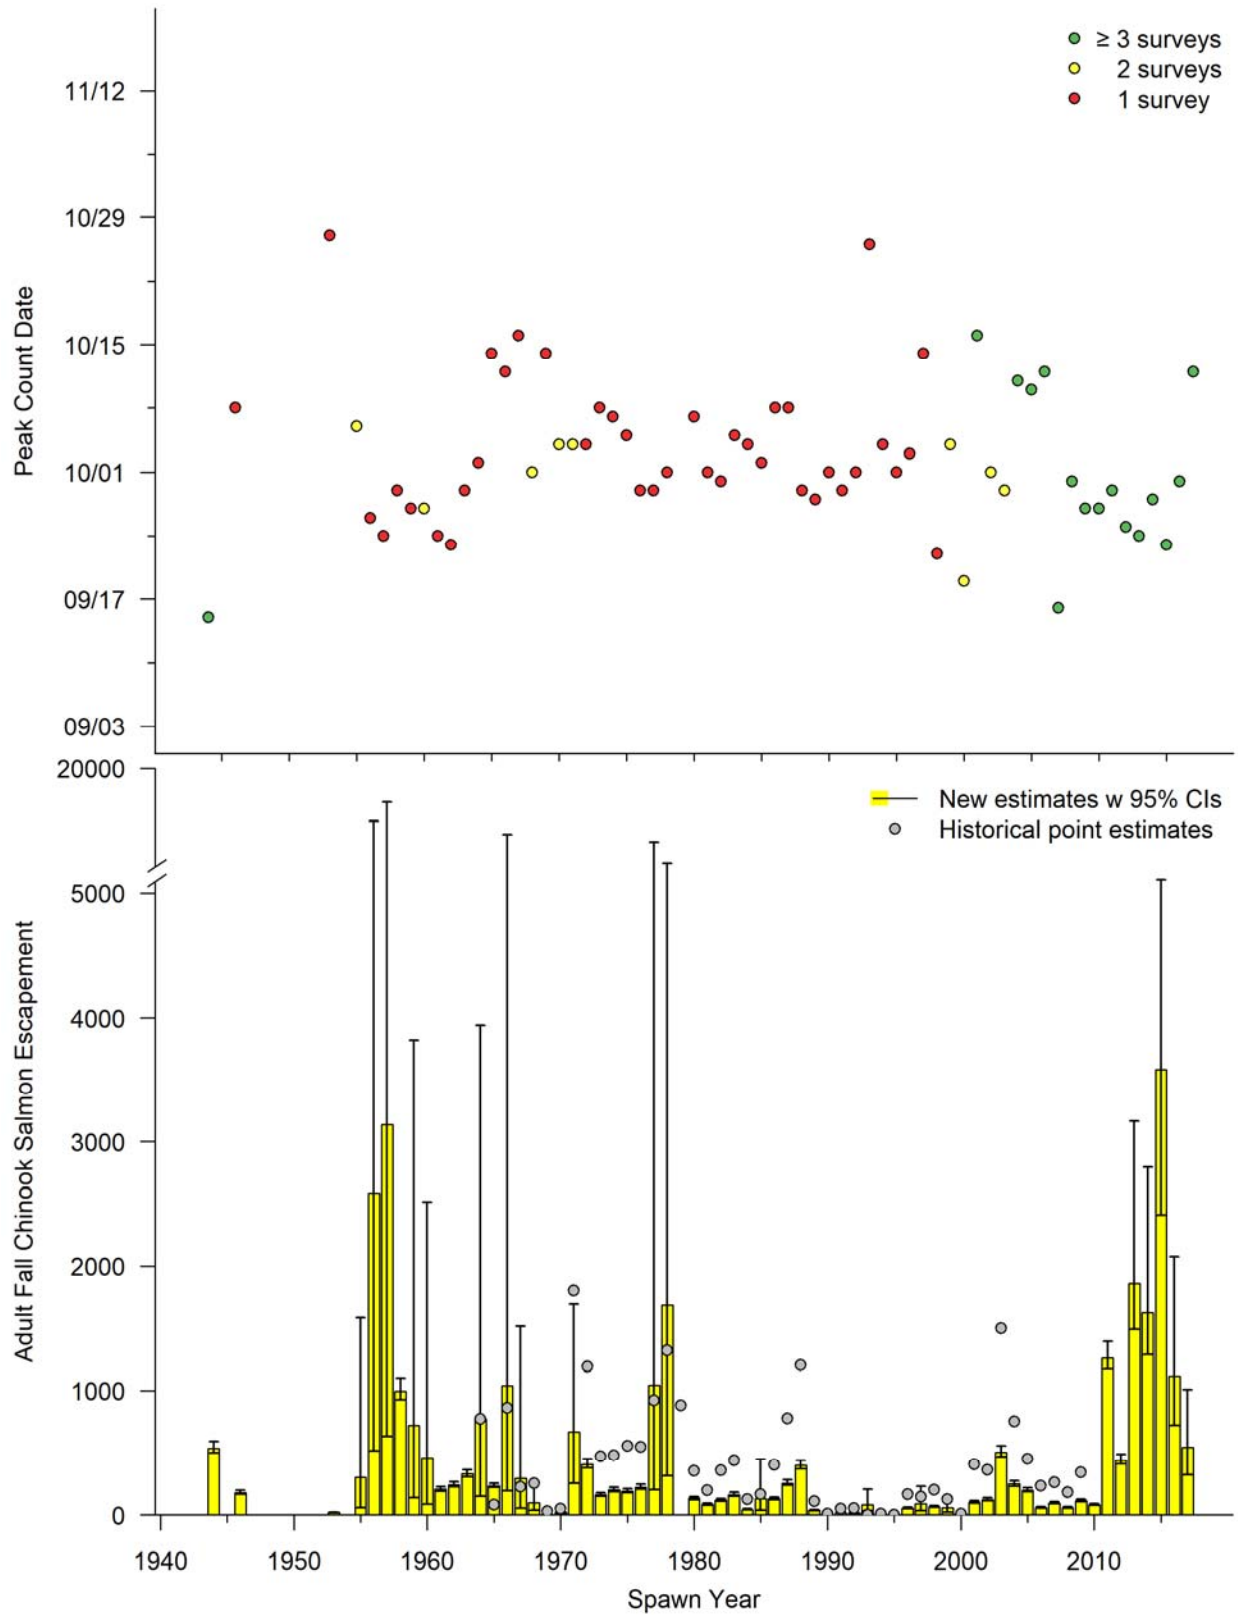 ≥ 3 surveys
2 surveys
1 survey
11/12
10/29
10/15
10/01
09/17
09/03
Peak Count Date
20000
5000
4000
3000
2000
1000
0
Adult Fall Chinook Salmon Escapement
New estimates w 95% CIs
Historical point estimates
1940 1950 1960 1970 1980 1990 2000 2010
Spawn Year